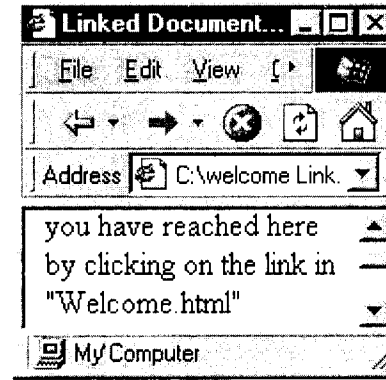 Linked Document...
File Edit View
Address C:\welcome Link.
you have reached here
by clicking on the link in
"Welcome.html"
My Computer